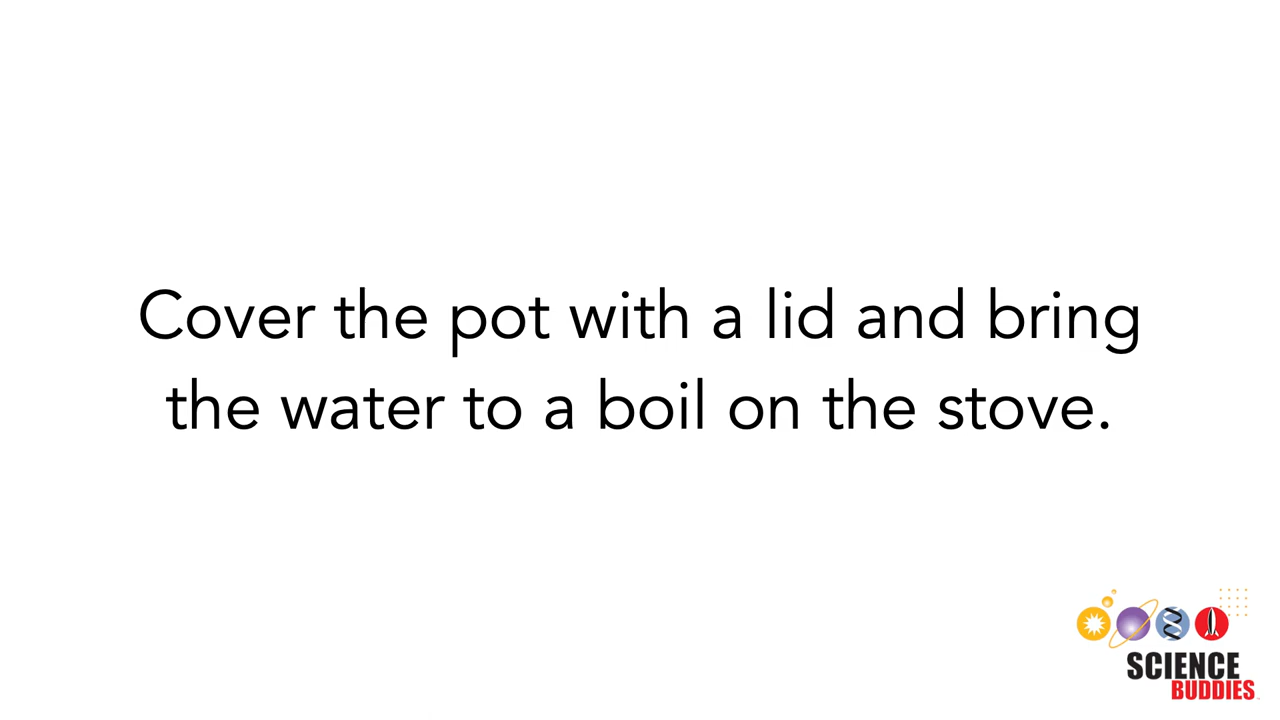 Cover the pot with a lid and bring
the water to a boil on the stove.
SCIENCE
BUDDIES